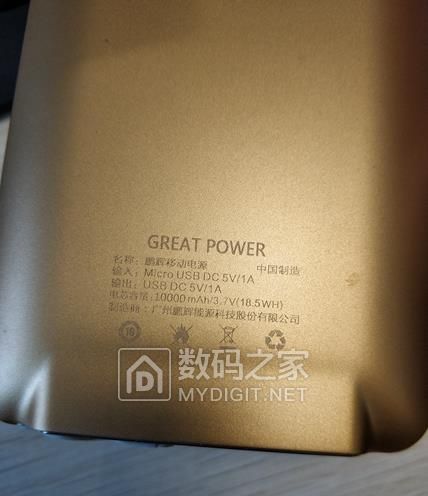 GREAT POWER
名称：鹏辉移动电源 中国制造
输入：Micro USB DC 5V/1A
输出：USB DC 5V/1A
电芯容量：10000mAh/3.7V(18.5WH)
制造商：广州鹏辉能源科技股份有限公司
10
数码之家
MYDIGIT.NET